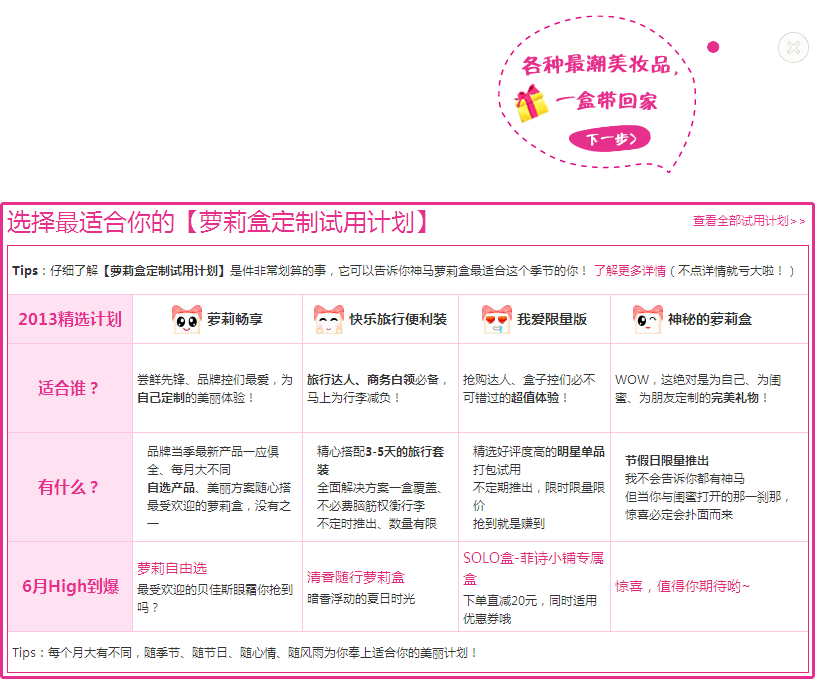 各种最潮美妆品,
一盒带回家
下一步>
选择最适合你的【萝莉盒定制试用计划】
查看全部试用计划>>
Tips：仔细了解【萝莉盒定制试用计划】是件非常划算的事，它可以告诉你神马萝莉盒最适合这个季节的你！ 了解更多详情（不点详情就亏大啦！）
2013精选计划
萝莉畅享
快乐旅行便利装
我爱限量版
神秘的萝莉盒
适合谁？
尝鲜先锋、品牌控们最爱，为
自己定制的美丽体验！
旅行达人、商务白领必备，
马上为行李减负！
抢购达人、盒子控们必不
可错过的超值体验！
WOW，这绝对是为自己、为闺
蜜、为朋友定制的完美礼物！
有什么？
品牌当季最新产品一应俱
全、每月大不同
自选产品、美丽方案随心搭
最受欢迎的萝莉盒，没有之
一
精心搭配3-5天的旅行套
装
全面解决方案一盒覆盖、
不必费脑筋权衡行李
不定时推出、数量有限
精选好评度高的明星单品
打包试用
不定期推出，限时限量限
价
抢到就是赚到
节假日限量推出
我不会告诉你都有神马
但当你与闺蜜打开的那一刹那，
惊喜必定会扑面而来
6月High到爆
萝莉自由选
最受欢迎的贝佳斯眼霜你抢到
吗？
清香随行萝莉盒
暗香浮动的夏日时光
SOLO盒-菲诗小铺专属
盒
下单直减20元，同时适用
优惠券哦
惊喜，值得你期待哟~
Tips：每个月大有不同，随季节、随节日、随心情、随风雨为你奉上适合你的美丽计划！